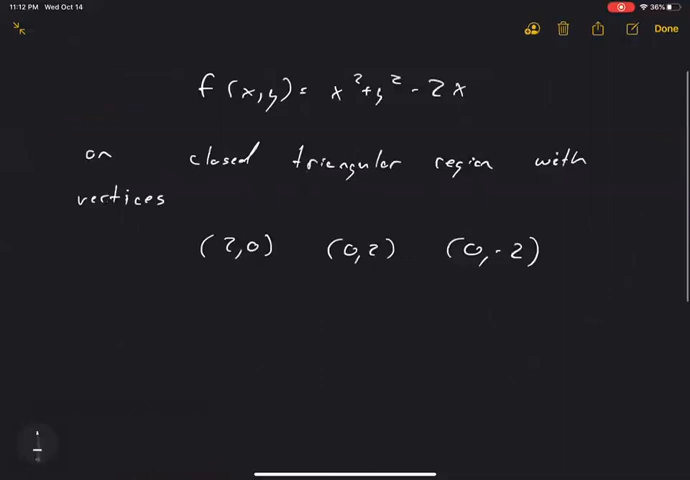 11:12 PM Wed Oct 14
36%
Done
f(x,y) = x²+y² - 2x
on closed triangular region with
vertices
(2,0) (0,2) (0,-2)